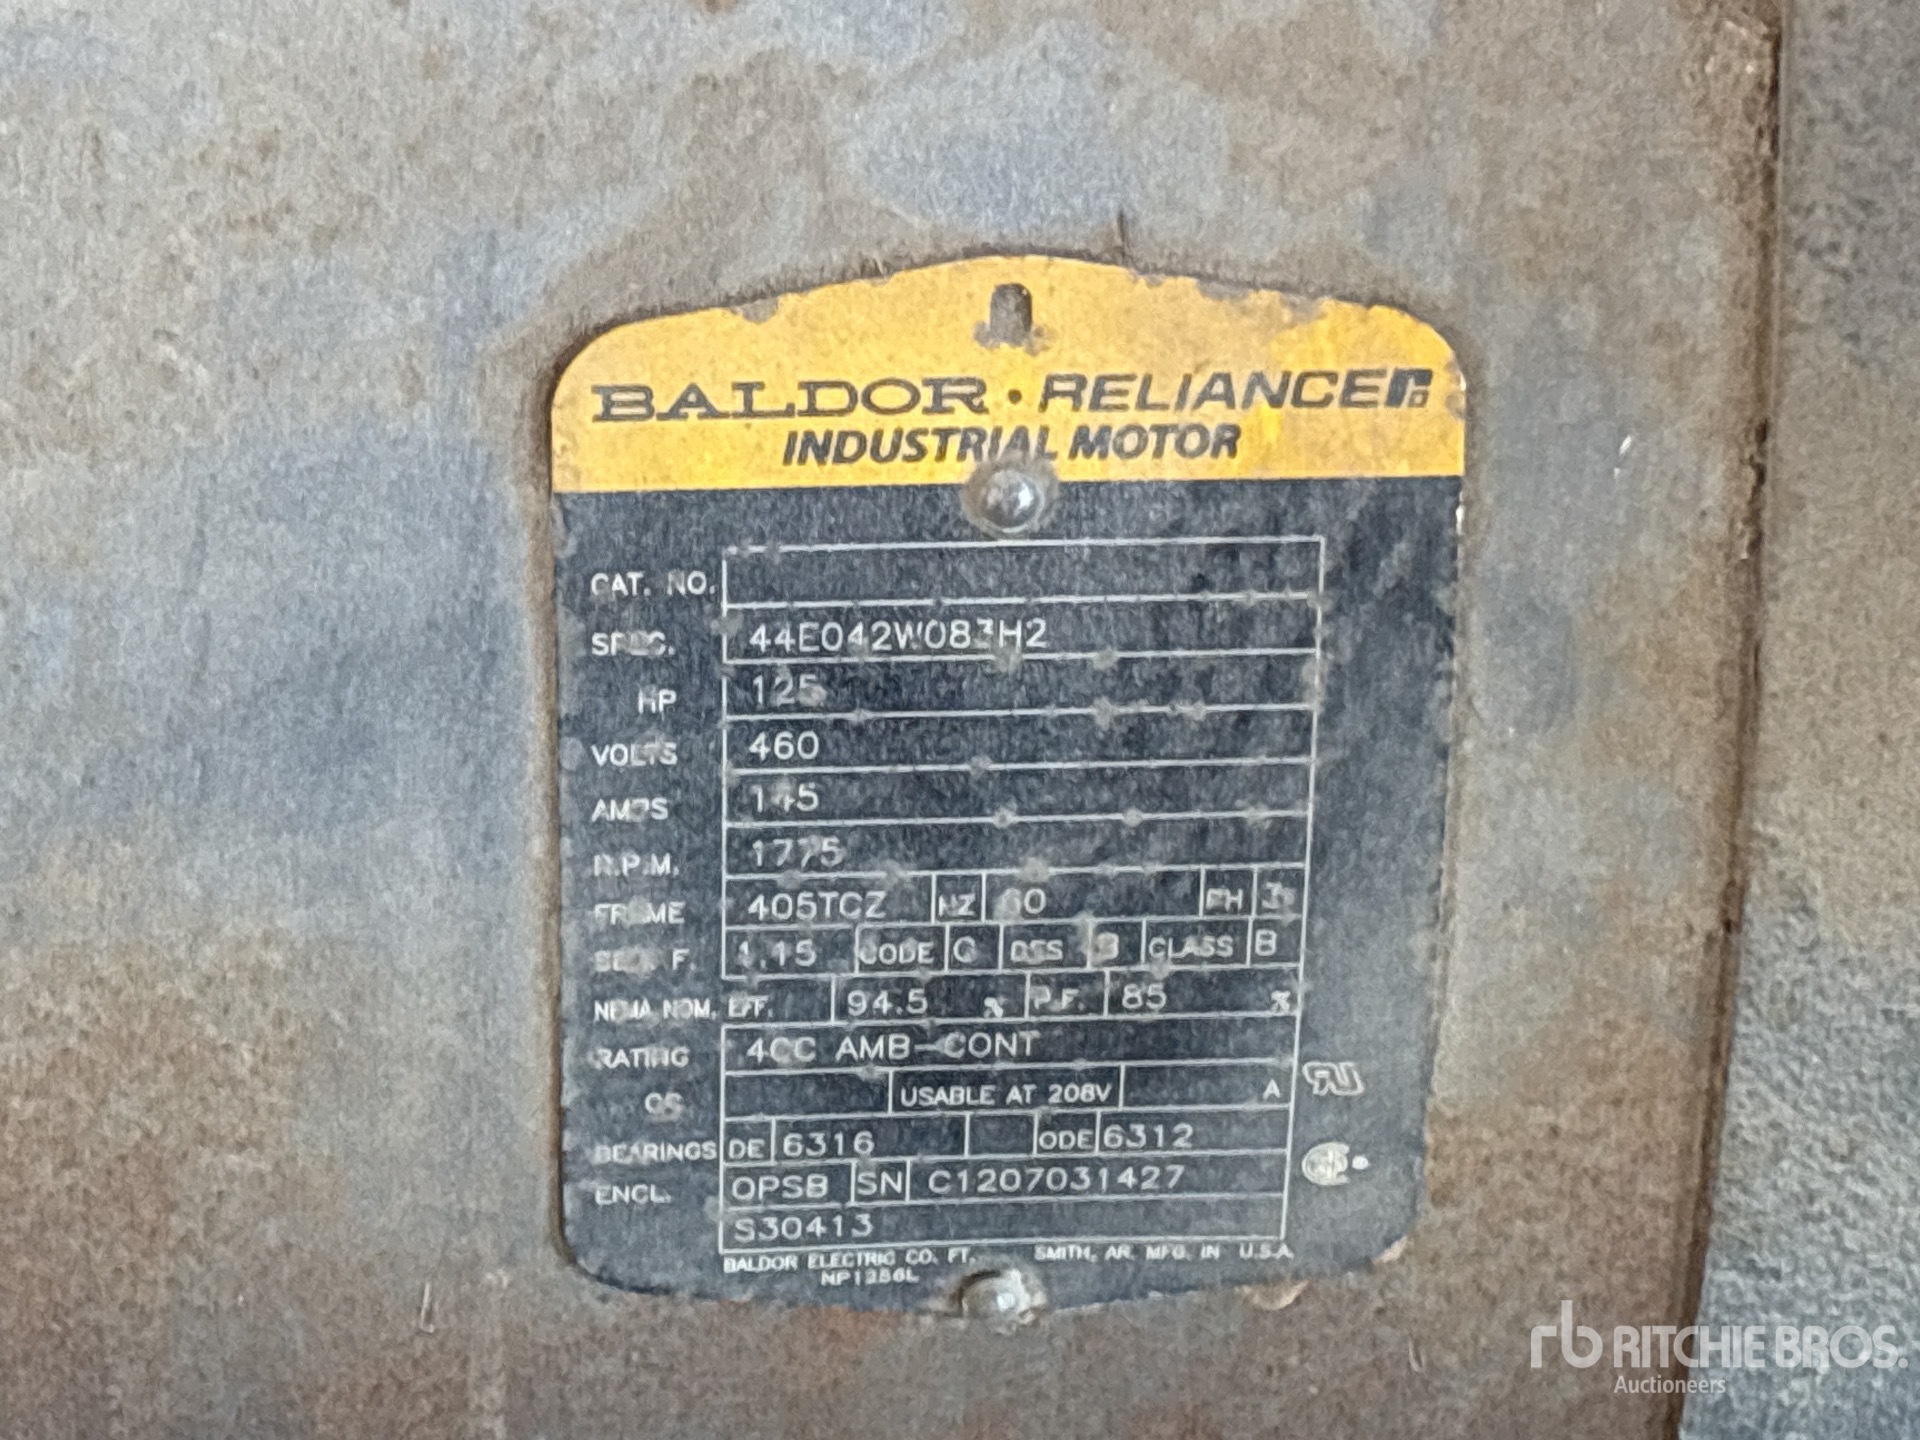 BALDOR · RELIANCE
INDUSTRIAL MOTOR
CAT. NO.
SPEC. 44E042W083H2
HP 125
VOLTS 460
AMPS 145
R.P.M. 1775
FRAME 405TCZ HZ 60 PH 3
SER. F. 1.15 CODE G DES B CLASS B
NEMA NOM. EFF. 94.5 % P.F. 85 %
RATING 40C AMB-CONT
USABLE AT 208V A
BEARINGS DE 6316 ODE 6312
ENCL. OPSB SN C1207031427
S30413
BALDOR ELECTRIC CO. FT. SMITH, AR. MFG. IN U.S.A.
NP1256L
rb RITCHIE BROS.
Auctioneers